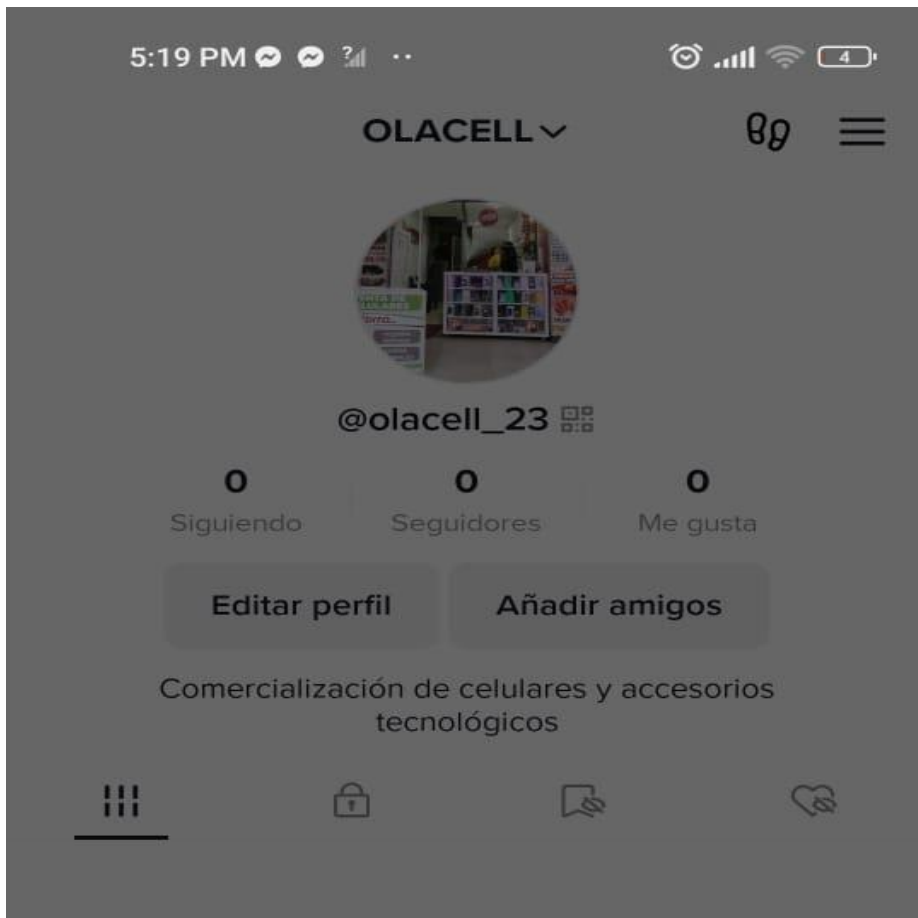 5:19 PM
4
OLACELL
@olacell_23
0 0 0
Siguiendo Seguidores Me gusta
Editar perfil Añadir amigos
Comercialización de celulares y accesorios
tecnológicos